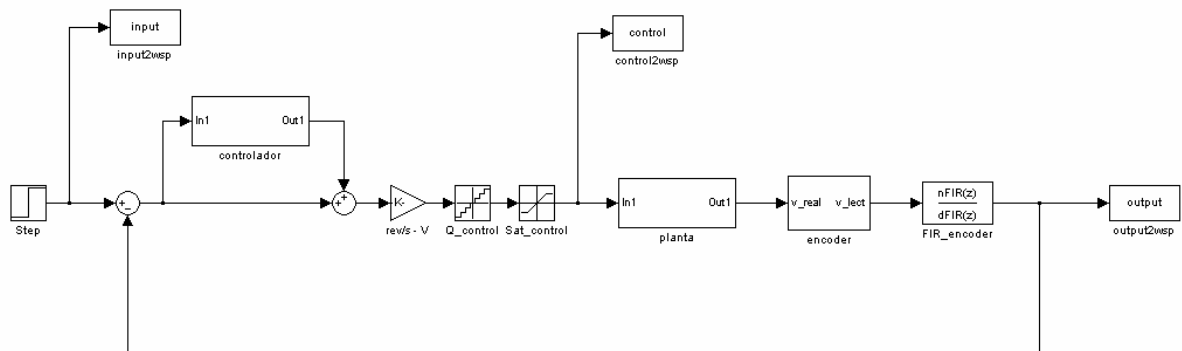 input
input2wsp
control
control2wsp
In1
Out1
controlador
Step
+
-
+
+
K-
rev/s - V
Q_control
Sat_control
In1
Out1
planta
v_real
v_lect
encoder
nFIR(z)
dFIR(z)
FIR_encoder
output
output2wsp